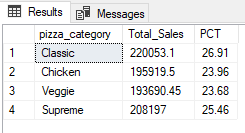 Results Messages
pizza_category Total_Sales PCT
1 Classic 220053.1 26.91
2 Chicken 195919.5 23.96
3 Veggie 193690.45 23.68
4 Supreme 208197 25.46